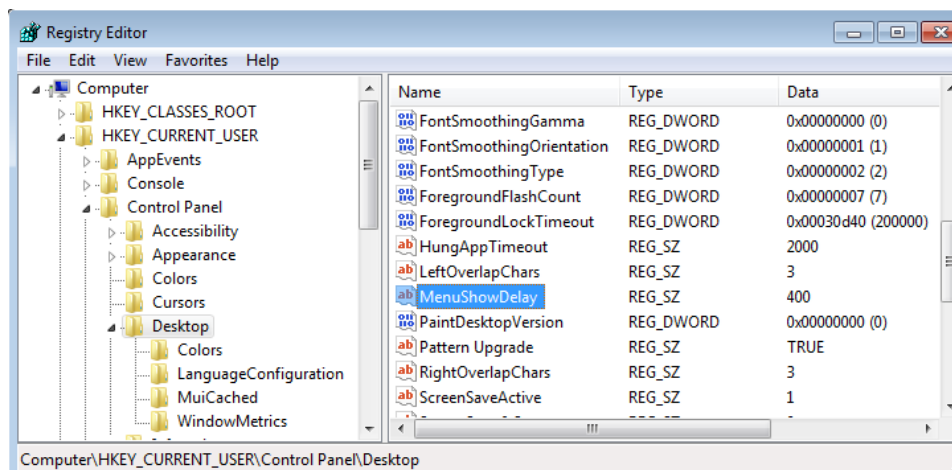 Registry Editor
File Edit View Favorites Help
Computer
HKEY_CLASSES_ROOT
HKEY_CURRENT_USER
AppEvents
Console
Control Panel
Accessibility
Appearance
Colors
Cursors
Desktop
Colors
LanguageConfiguration
MuiCached
WindowMetrics
Name Type Data
FontSmoothingGamma REG_DWORD 0x00000000 (0)
FontSmoothingOrientation REG_DWORD 0x00000001 (1)
FontSmoothingType REG_DWORD 0x00000002 (2)
ForegroundFlashCount REG_DWORD 0x00000007 (7)
ForegroundLockTimeout REG_DWORD 0x00030d40 (200000)
HungAppTimeout REG_SZ 2000
LeftOverlapChars REG_SZ 3
MenuShowDelay REG_SZ 400
PaintDesktopVersion REG_DWORD 0x00000000 (0)
Pattern Upgrade REG_SZ TRUE
RightOverlapChars REG_SZ 3
ScreenSaveActive REG_SZ 1
Computer\HKEY_CURRENT_USER\Control Panel\Desktop